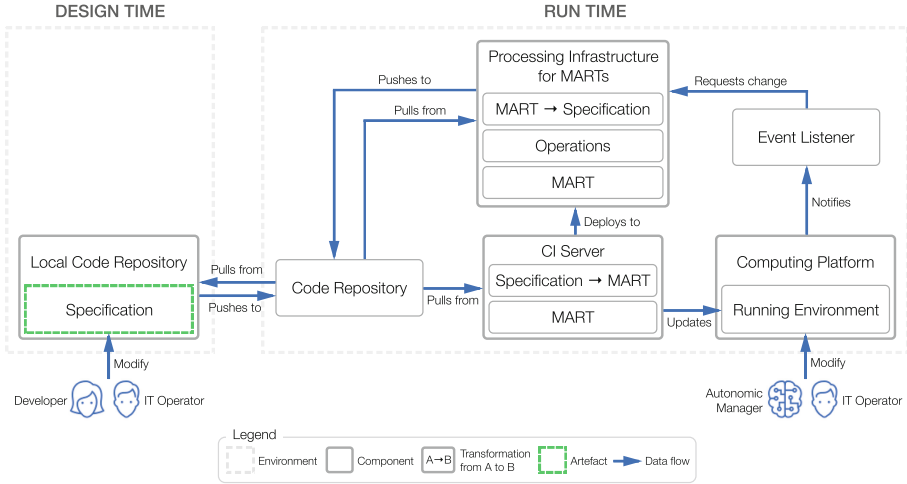 DESIGN TIME
RUN TIME
Processing Infrastructure
for MARTs
MART → Specification
Operations
MART
Pushes to
Pulls from
Requests change
Event Listener
Notifies
Deploys to
Local Code Repository
Specification
Pulls from
Pushes to
Code Repository
Pulls from
CI Server
Specification → MART
MART
Updates
Computing Platform
Running Environment
Modify
Developer
IT Operator
Modify
Autonomic
Manager
IT Operator
Legend
Environment
Component
A→B
Transformation
from A to B
Artefact
Data flow